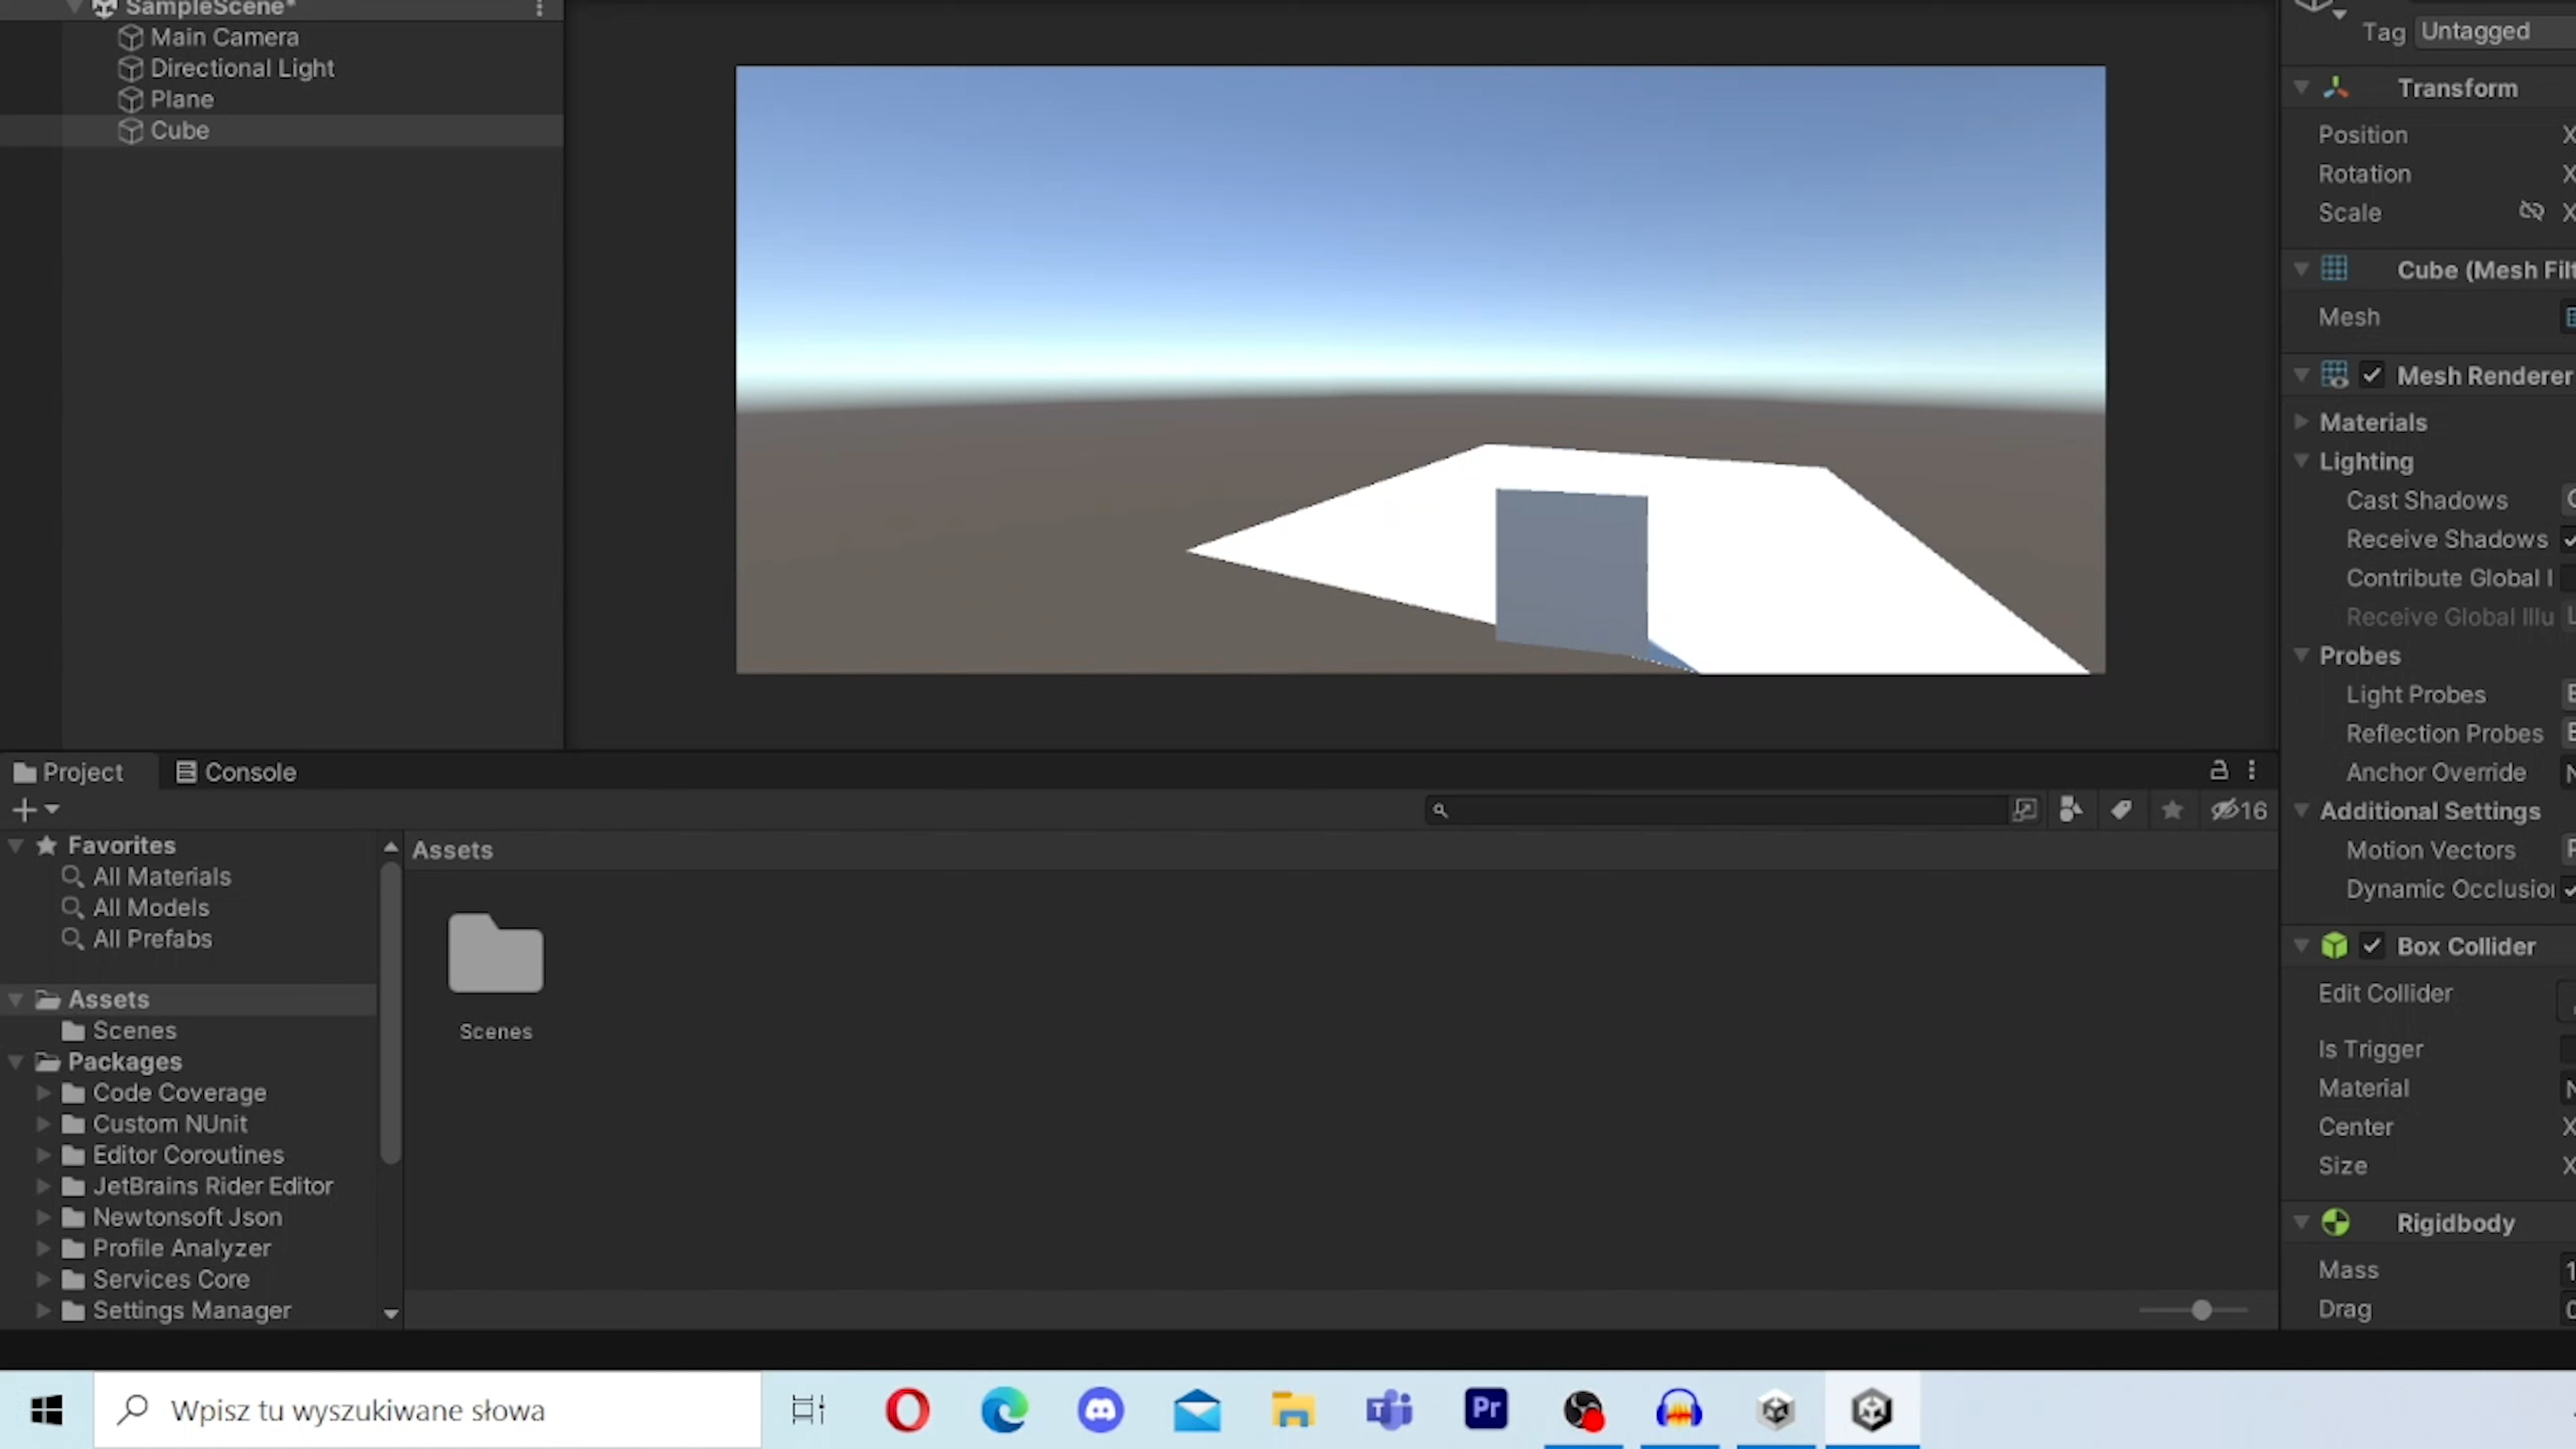 SampleScene*
Main Camera
Directional Light
Plane
Cube
Tag Untagged
Transform
Position X
Rotation X
Scale X
Cube (Mesh Filt
Mesh
Mesh Renderer
Materials
Lighting
Cast Shadows
Receive Shadows
Contribute Global I
Receive Global Illu
Probes
Light Probes
Reflection Probes
Anchor Override
Additional Settings
Motion Vectors
Dynamic Occlusion
Box Collider
Edit Collider
Is Trigger
Material
Center X
Size X
Rigidbody
Mass 1
Drag 0
Project
Console
16
Favorites
All Materials
All Models
All Prefabs
Assets
Scenes
Packages
Code Coverage
Custom NUnit
Editor Coroutines
JetBrains Rider Editor
Newtonsoft Json
Profile Analyzer
Services Core
Settings Manager
Assets
Scenes
Wpisz tu wyszukiwane słowa
Pr